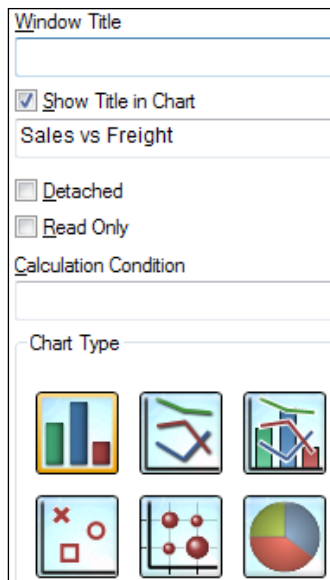 Window Title
Show Title in Chart
Sales vs Freight
Detached
Read Only
Calculation Condition
Chart Type